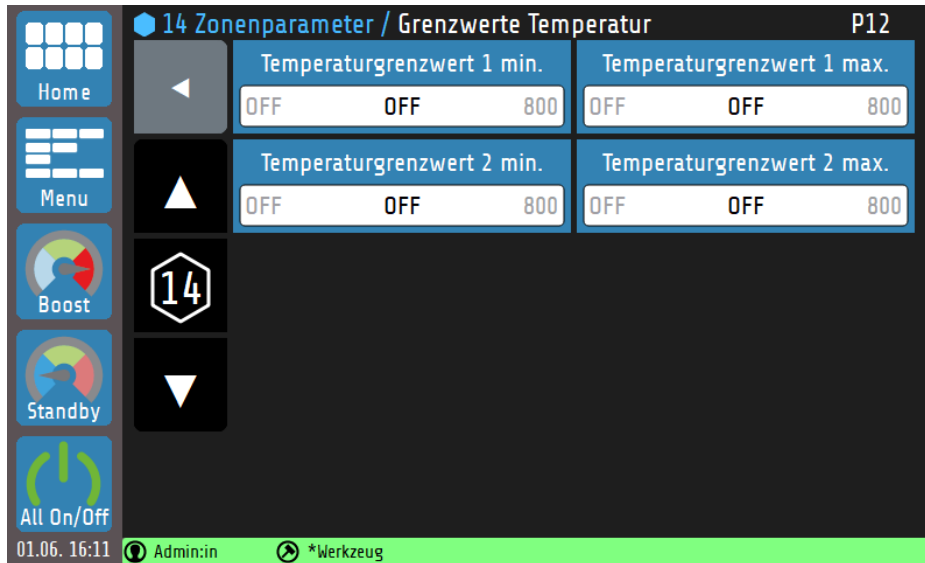 14 Zonenparameter / Grenzwerte Temperatur P12
Home
Menu
Boost
Standby
All On/Off
01.06. 16:11
Temperaturgrenzwert 1 min.
OFF OFF 800
Temperaturgrenzwert 1 max.
OFF OFF 800
Temperaturgrenzwert 2 min.
OFF OFF 800
Temperaturgrenzwert 2 max.
OFF OFF 800
14
Admin:in
*Werkzeug